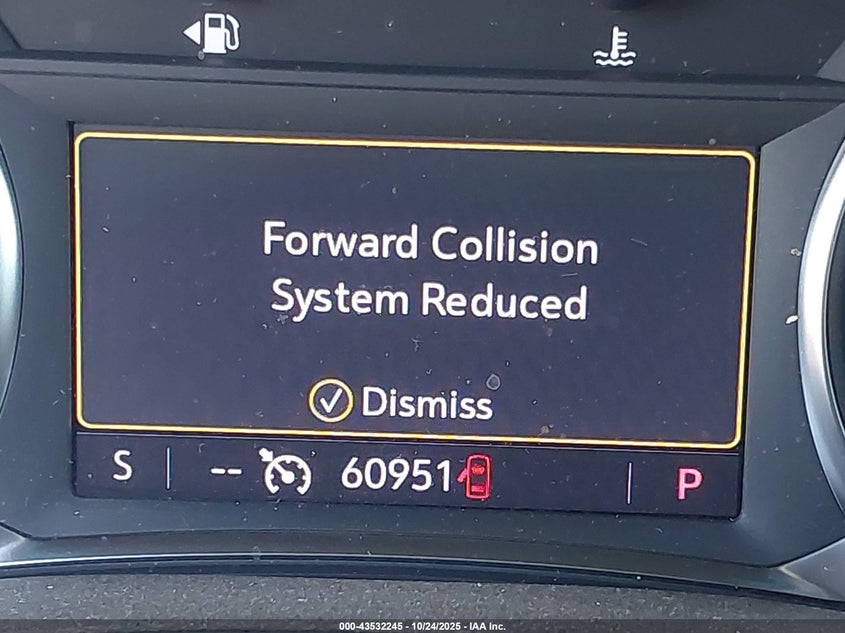 Forward Collision
System Reduced
Dismiss
S -- 60951 P
000-43532245 - 10/24/2025 - IAA Inc.